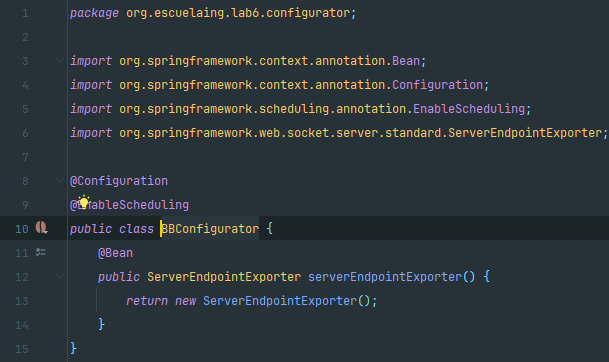 1 package org.escuelaing.lab6.configurator;
2
3 import org.springframework.context.annotation.Bean;
4 import org.springframework.context.annotation.Configuration;
5 import org.springframework.scheduling.annotation.EnableScheduling;
6 import org.springframework.web.socket.server.standard.ServerEndpointExporter;
7
8 @Configuration
9 @EnableScheduling
10 public class BBConfigurator {
11 @Bean
12 public ServerEndpointExporter serverEndpointExporter() {
13 return new ServerEndpointExporter();
14 }
15 }